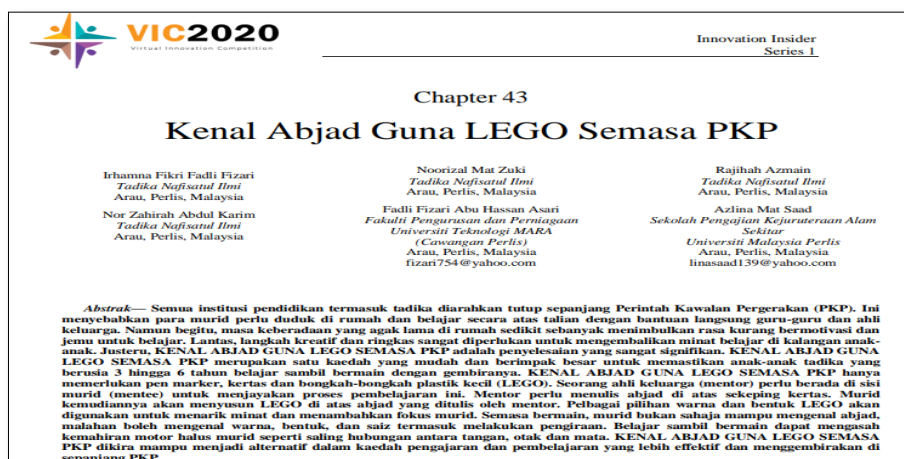 VIC2020
Virtual Innovation Competition
Innovation Insider
Series 1
Chapter 43
Kenal Abjad Guna LEGO Semasa PKP
Irhamna Fikri Fadli Fizari
Tadika Nafisatul Ilmi
Arau, Perlis, Malaysia
Nor Zahirah Abdul Karim
Tadika Nafisatul Ilmi
Arau, Perlis, Malaysia
Noorizal Mat Zuki
Tadika Nafisatul Ilmi
Arau, Perlis, Malaysia
Fadli Fizari Abu Hassan Asari
Fakulti Pengurusan dan Perniagaan
Universiti Teknologi MARA
(Cawangan Perlis)
Arau, Perlis, Malaysia
fizari754@yahoo.com
Rajihah Azmain
Tadika Nafisatul Ilmi
Arau, Perlis, Malaysia
Azlina Mat Saad
Sekolah Pengajian Kejuruteraan Alam
Sekitar
Universiti Malaysia Perlis
Arau, Perlis, Malaysia
linasaad139@yahoo.com
Abstrak— Semua institusi pendidikan termasuk tadika diarahkan tutup sepanjang Perintah Kawalan Pergerakan (PKP). Ini
menyebabkan para murid perlu duduk di rumah dan belajar secara atas talian dengan bantuan langsung guru-guru dan ahli
keluarga. Namun begitu, masa keberadaan yang agak lama di rumah sedikit sebanyak menimbulkan rasa kurang bermotivasi dan
jemu untuk belajar. Lantas, langkah kreatif dan ringkas sangat diperlukan untuk mengembalikan minat belajar di kalangan anak-
anak. Justeru, KENAL ABJAD GUNA LEGO SEMASA PKP adalah penyelesaian yang sangat signifikan. KENAL ABJAD GUNA
LEGO SEMASA PKP merupakan satu kaedah yang mudah dan berimpak besar untuk memastikan anak-anak tadika yang
berusia 3 hingga 6 tahun belajar sambil bermain dengan gembiranya. KENAL ABJAD GUNA LEGO SEMASA PKP hanya
memerlukan pen marker, kertas dan bongkah-bongkah plastik kecil (LEGO). Seorang ahli keluarga (mentor) perlu berada di sisi
murid (mentee) untuk menjayakan proses pembelajaran ini. Mentor perlu menulis abjad di atas sekeping kertas. Murid
kemudiannya akan menyusun LEGO di atas abjad yang ditulis oleh mentor. Pelbagai pilihan warna dan bentuk LEGO akan
digunakan untuk menarik minat dan menambahkan fokus murid. Semasa bermain, murid bukan sahaja mampu mengenal abjad,
malahan boleh mengenal warna, bentuk, dan saiz termasuk melakukan pengiraan. Belajar sambil bermain dapat mengasah
kemahiran motor halus murid seperti saling hubungan antara tangan, otak dan mata. KENAL ABJAD GUNA LEGO SEMASA
PKP dikira mampu menjadi alternatif dalam kaedah pengajaran dan pembelajaran yang lebih effektif dan menggembirakan di
sepanjang PKP.